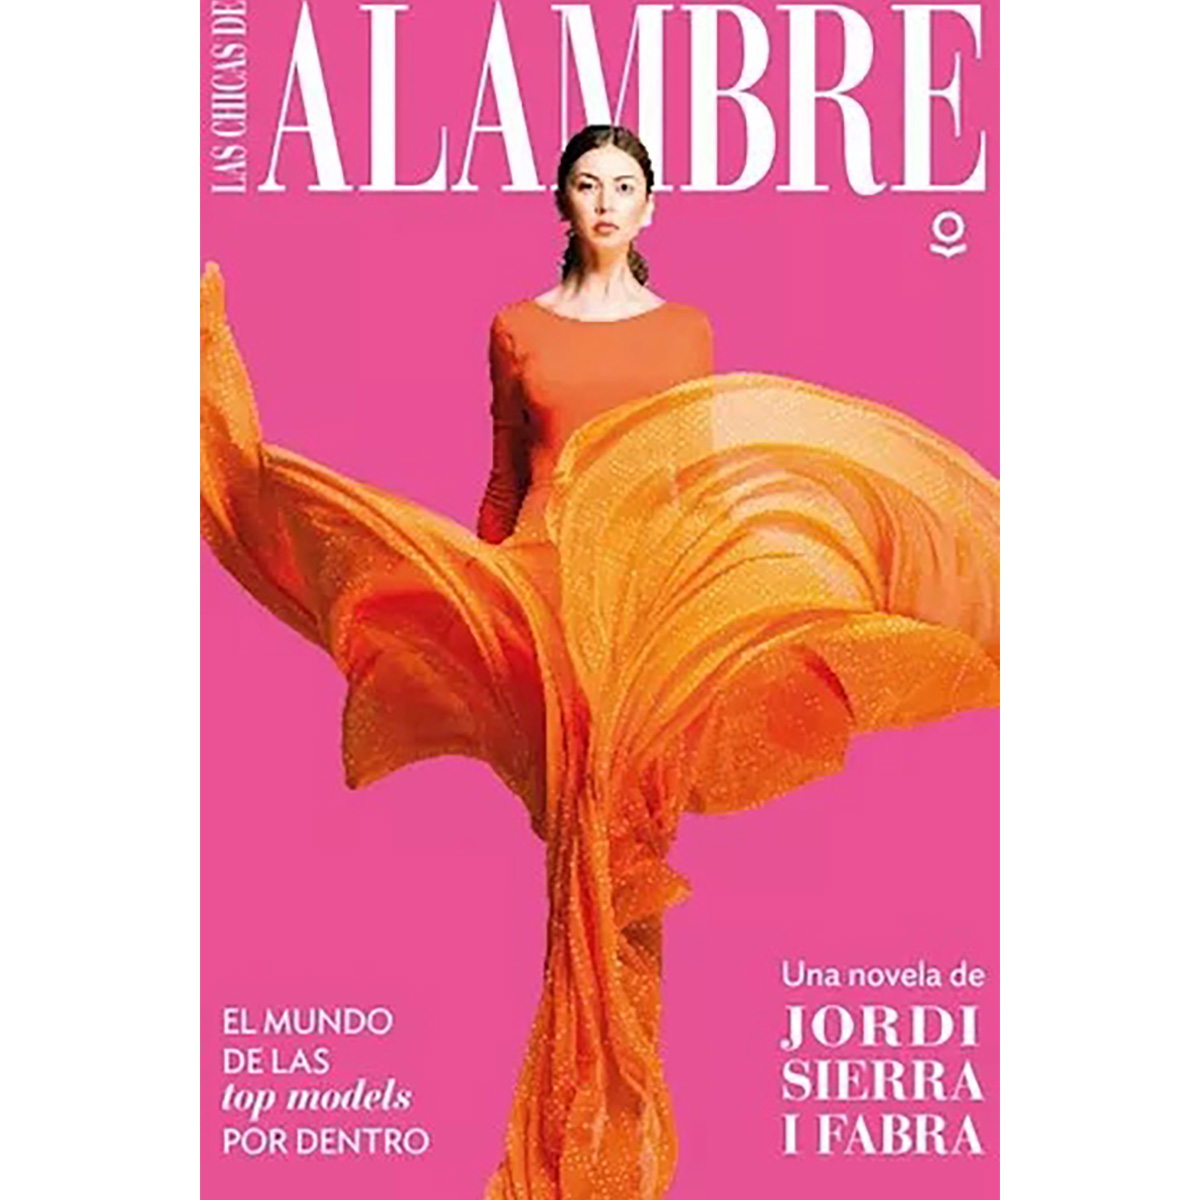 LAS CHICAS DE
ALAMBRE
EL MUNDO
DE LAS
top models
POR DENTRO
Una novela de
JORDI
SIERRA
I FABRA